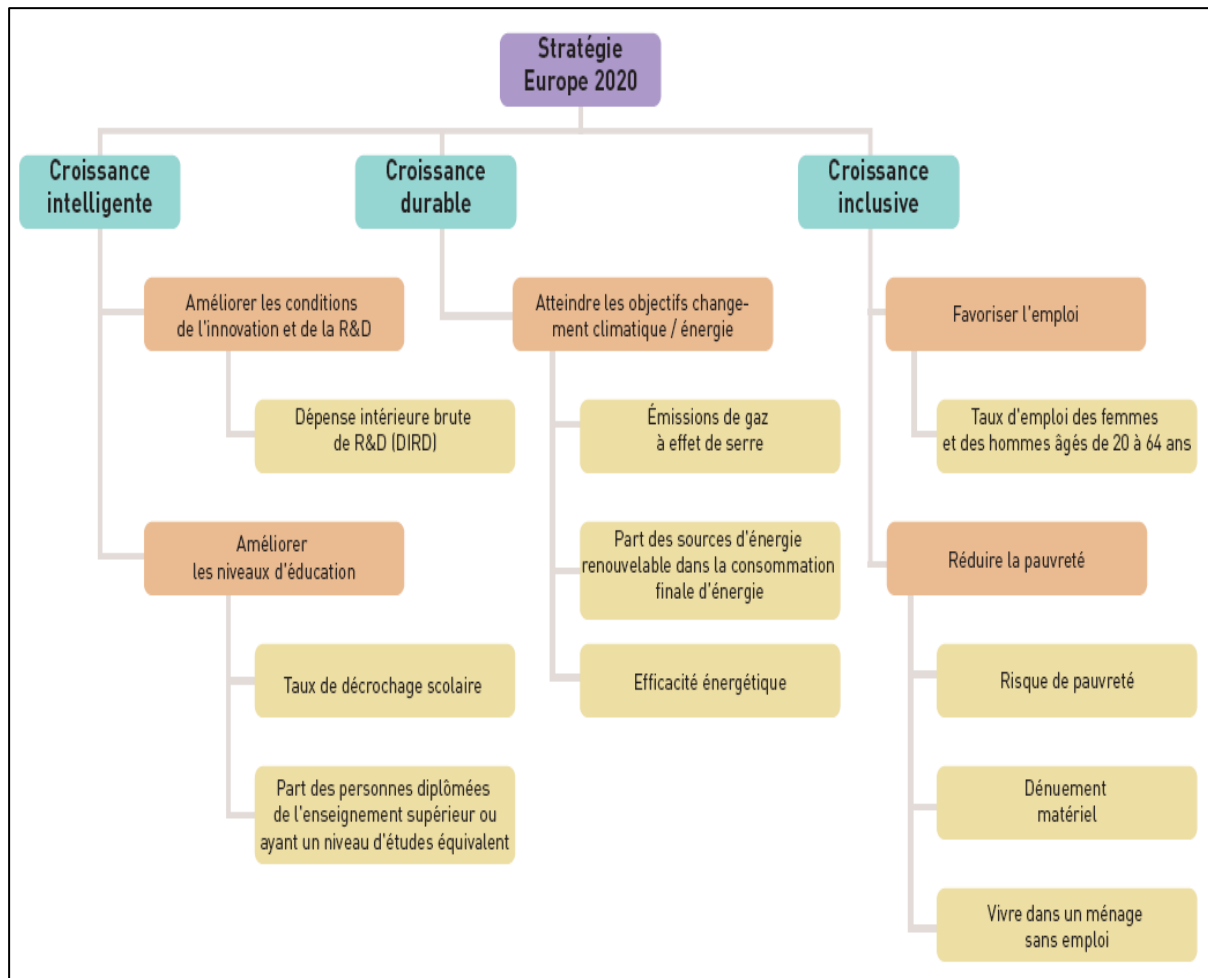 Stratégie
Europe 2020
Croissance
intelligente
Croissance
durable
Croissance
inclusive
Améliorer les conditions
de l'innovation et de la R&D
Atteindre les objectifs change-
ment climatique / énergie
Favoriser l'emploi
Dépense intérieure brute
de R&D (DIRD)
Émissions de gaz
à effet de serre
Taux d'emploi des femmes
et des hommes âgés de 20 à 64 ans
Améliorer
les niveaux d'éducation
Part des sources d'énergie
renouvelable dans la consommation
finale d'énergie
Réduire la pauvreté
Taux de décrochage scolaire
Efficacité énergétique
Risque de pauvreté
Part des personnes diplômées
de l'enseignement supérieur ou
ayant un niveau d'études équivalent
Dénuement
matériel
Vivre dans un ménage
sans emploi